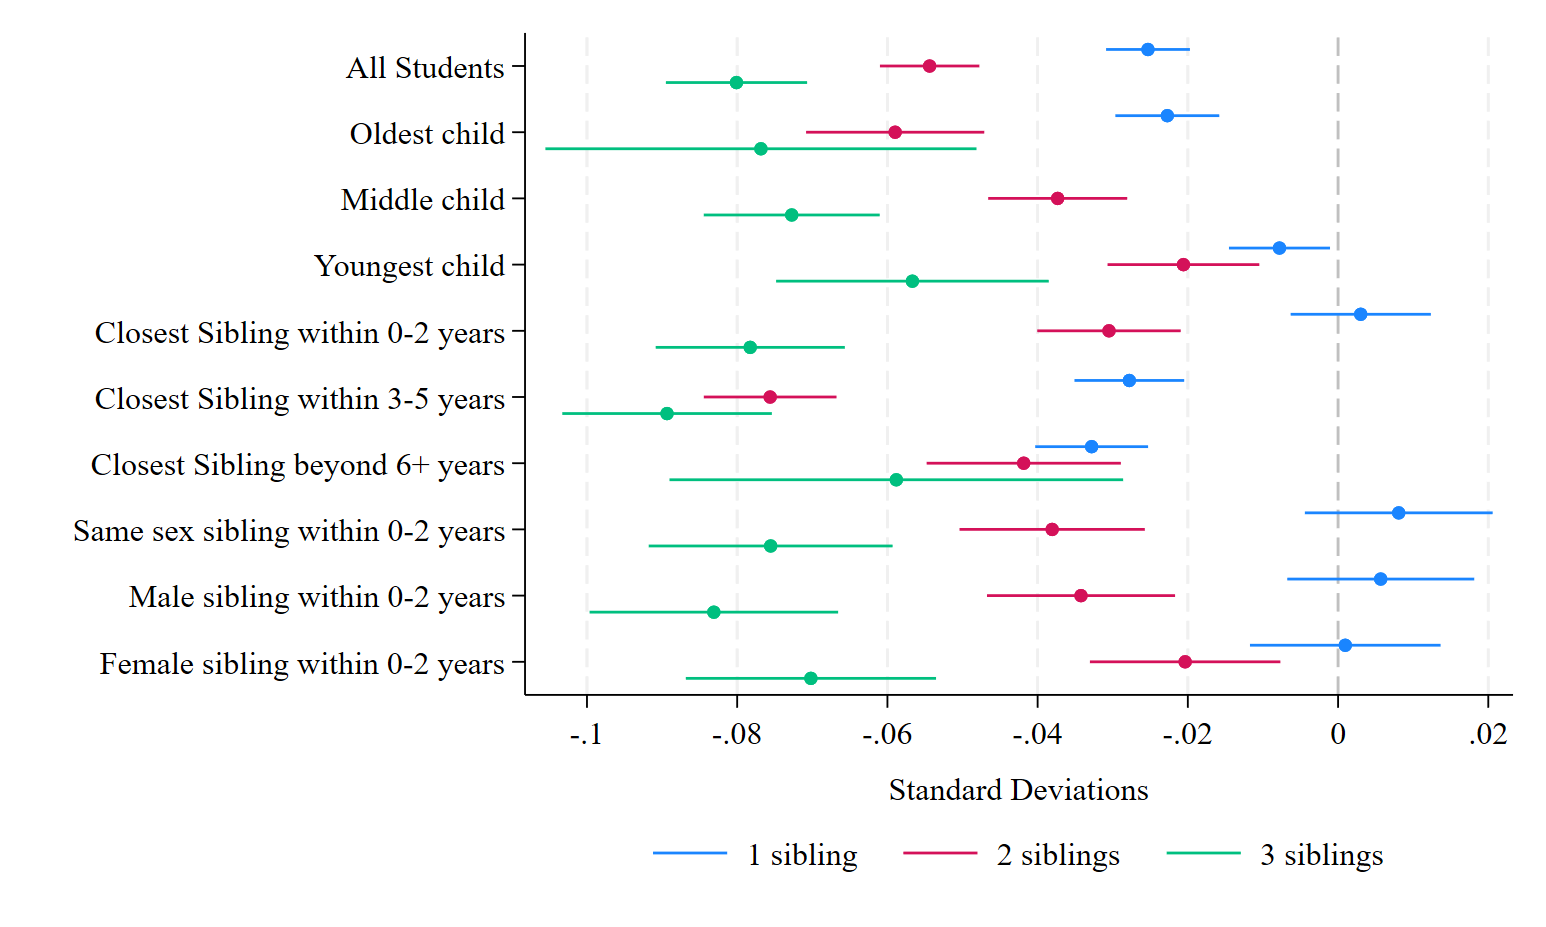 All Students
Oldest child
Middle child
Youngest child
Closest Sibling within 0-2 years
Closest Sibling within 3-5 years
Closest Sibling beyond 6+ years
Same sex sibling within 0-2 years
Male sibling within 0-2 years
Female sibling within 0-2 years
-.1 -.08 -.06 -.04 -.02 0 .02
Standard Deviations
1 sibling 2 siblings 3 siblings